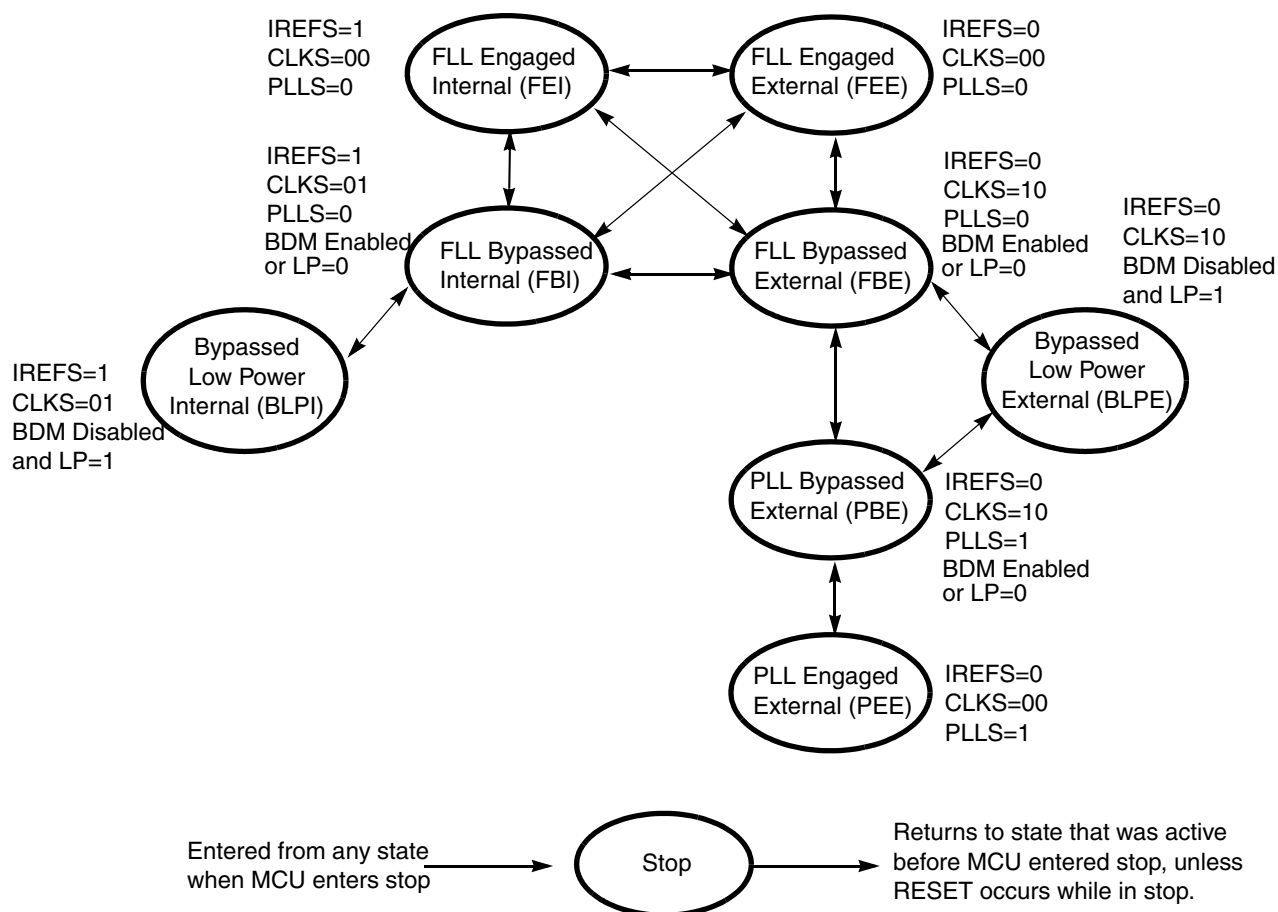 IREFS=1
CLKS=00
PLLS=0
FLL Engaged
Internal (FEI)
FLL Engaged
External (FEE)
IREFS=0
CLKS=00
PLLS=0
IREFS=1
CLKS=01
PLLS=0
BDM Enabled
or LP=0
FLL Bypassed
Internal (FBI)
FLL Bypassed
External (FBE)
IREFS=0
CLKS=10
PLLS=0
BDM Enabled
or LP=0
IREFS=0
CLKS=10
BDM Disabled
and LP=1
IREFS=1
CLKS=01
BDM Disabled
and LP=1
Bypassed
Low Power
Internal (BLPI)
Bypassed
Low Power
External (BLPE)
PLL Bypassed
External (PBE)
IREFS=0
CLKS=10
PLLS=1
BDM Enabled
or LP=0
PLL Engaged
External (PEE)
IREFS=0
CLKS=00
PLLS=1
Entered from any state
when MCU enters stop
Stop
Returns to state that was active
before MCU entered stop, unless
RESET occurs while in stop.